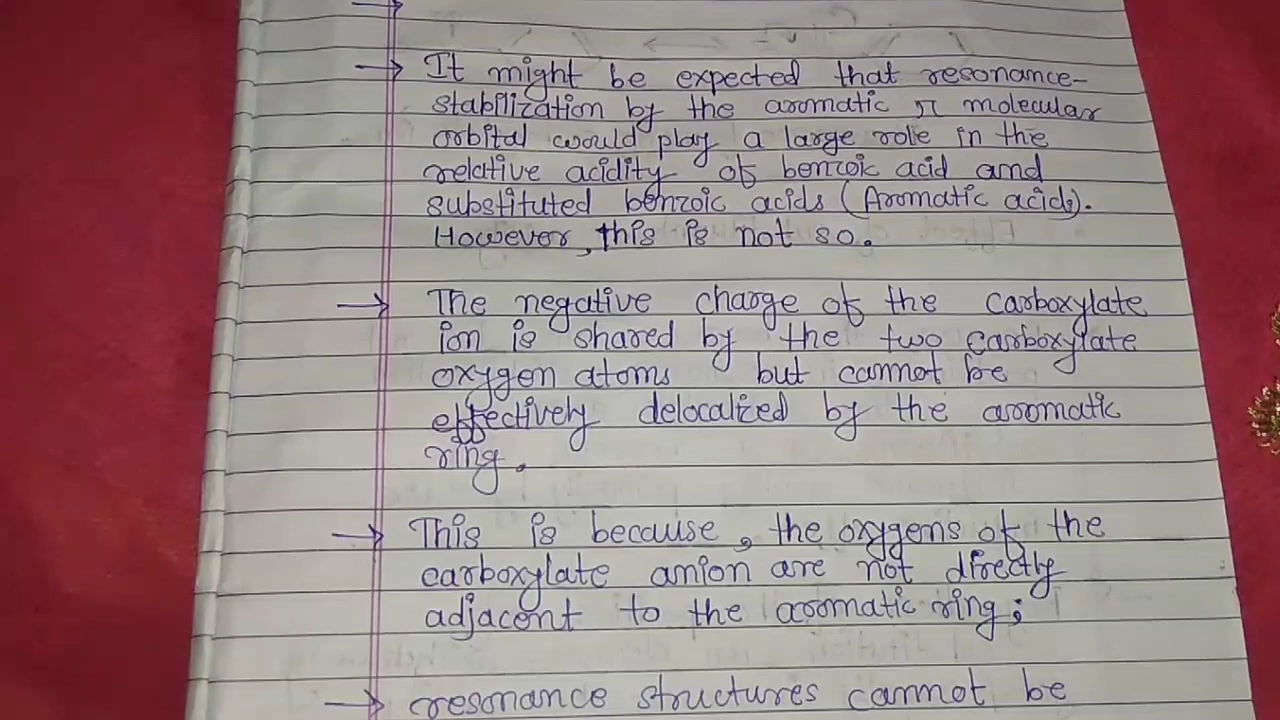 → It might be expected that resonance-
stabilization by the aromatic π molecular
orbital would play a large role in the
relative acidity of benzoic acid and
substituted benzoic acids (Aromatic acids).
However, this is not so.
→ The negative charge of the carboxylate
ion is shared by the two carboxylate
oxygen atoms but cannot be
effectively delocalized by the aromatic
ring.
→ This is because, the oxygens of the
carboxylate anion are not directly
adjacent to the aromatic ring;
→ resonance structures cannot be